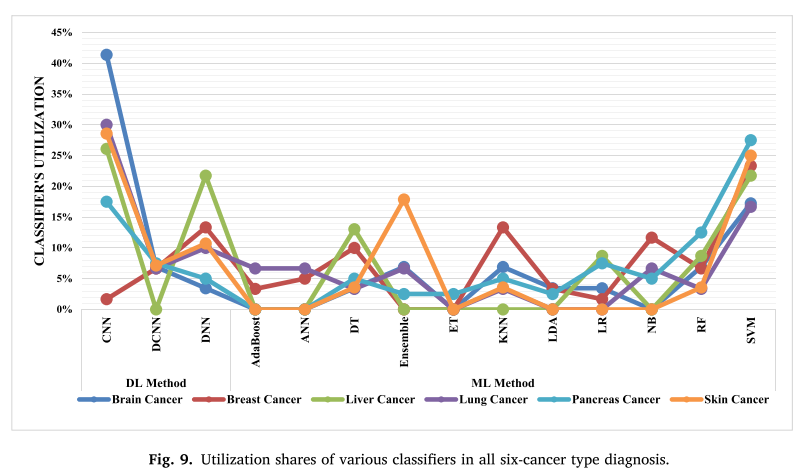 45%
40%
35%
30%
25%
20%
15%
10%
5%
0%
CLASSIFIER'S UTILIZATION
CNN
DCNN
DNN
AdaBoost
ANN
DT
Ensemble
ET
KNN
LDA
LR
NB
RF
SVM
DL Method
ML Method
Brain Cancer
Breast Cancer
Liver Cancer
Lung Cancer
Pancreas Cancer
Skin Cancer
Fig. 9. Utilization shares of various classifiers in all six-cancer type diagnosis.